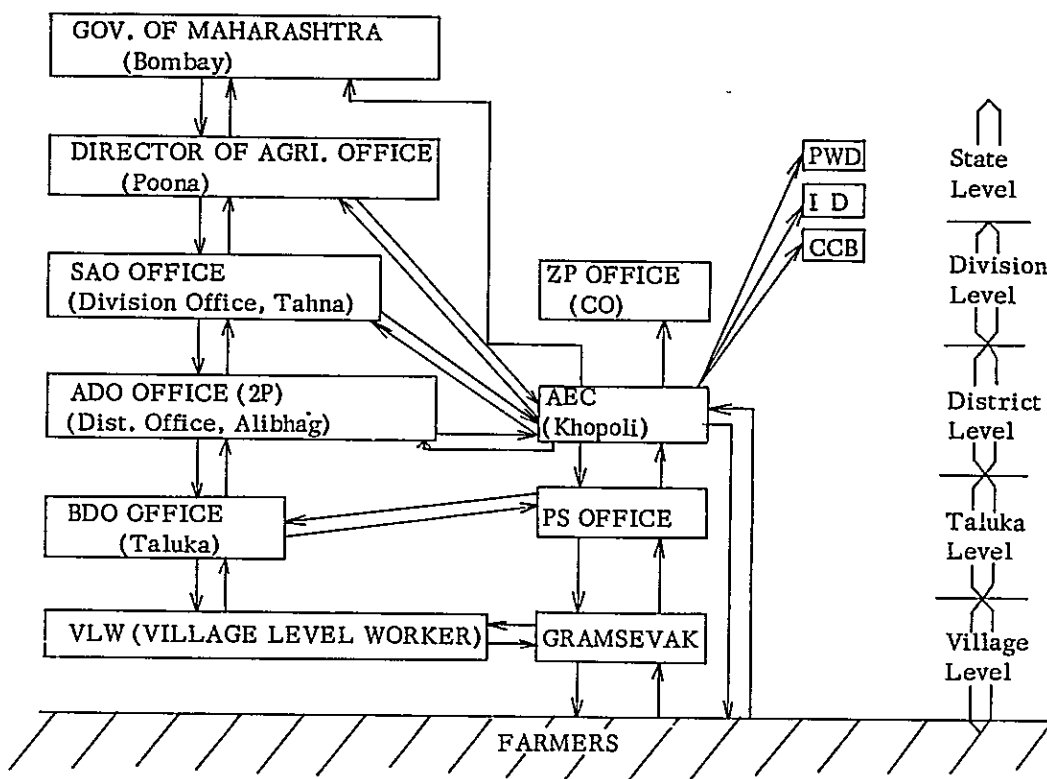 GOV. OF MAHARASHTRA
(Bombay)
DIRECTOR OF AGRI. OFFICE
(Poona)
SAO OFFICE
(Division Office, Tahna)
ADO OFFICE (2P)
(Dist. Office, Alibhag)
BDO OFFICE
(Taluka)
VLW (VILLAGE LEVEL WORKER)
ZP OFFICE
(CO)
AEC
(Khopoli)
PS OFFICE
GRAMSEVAK
PWD
I D
CCB
State
Level
Division
Level
District
Level
Taluka
Level
Village
Level
FARMERS